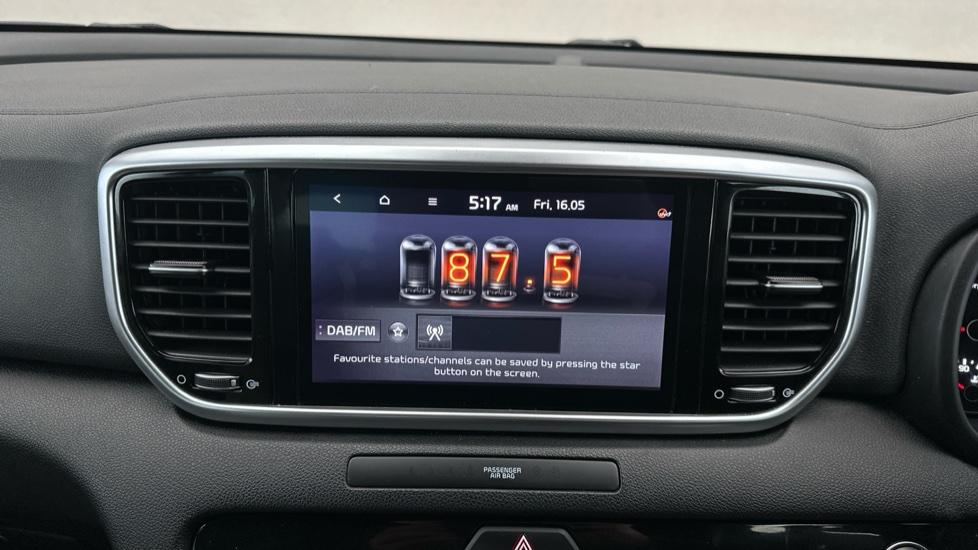 5:17 AM Fri, 16.05
87.5
DAB/FM
Favourite stations/channels can be saved by pressing the star
button on the screen.
PASSENGER
AIR BAG